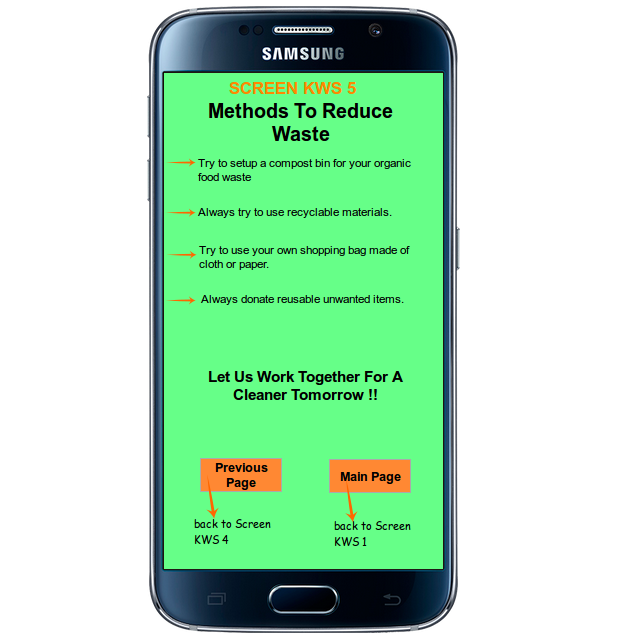 SAMSUNG
SCREEN KWS 5
Methods To Reduce
Waste
Try to setup a compost bin for your organic
food waste
Always try to use recyclable materials.
Try to use your own shopping bag made of
cloth or paper.
Always donate reusable unwanted items.
Let Us Work Together For A
Cleaner Tomorrow !!
Previous
Page
Main Page
back to Screen
KWS 4
back to Screen
KWS 1